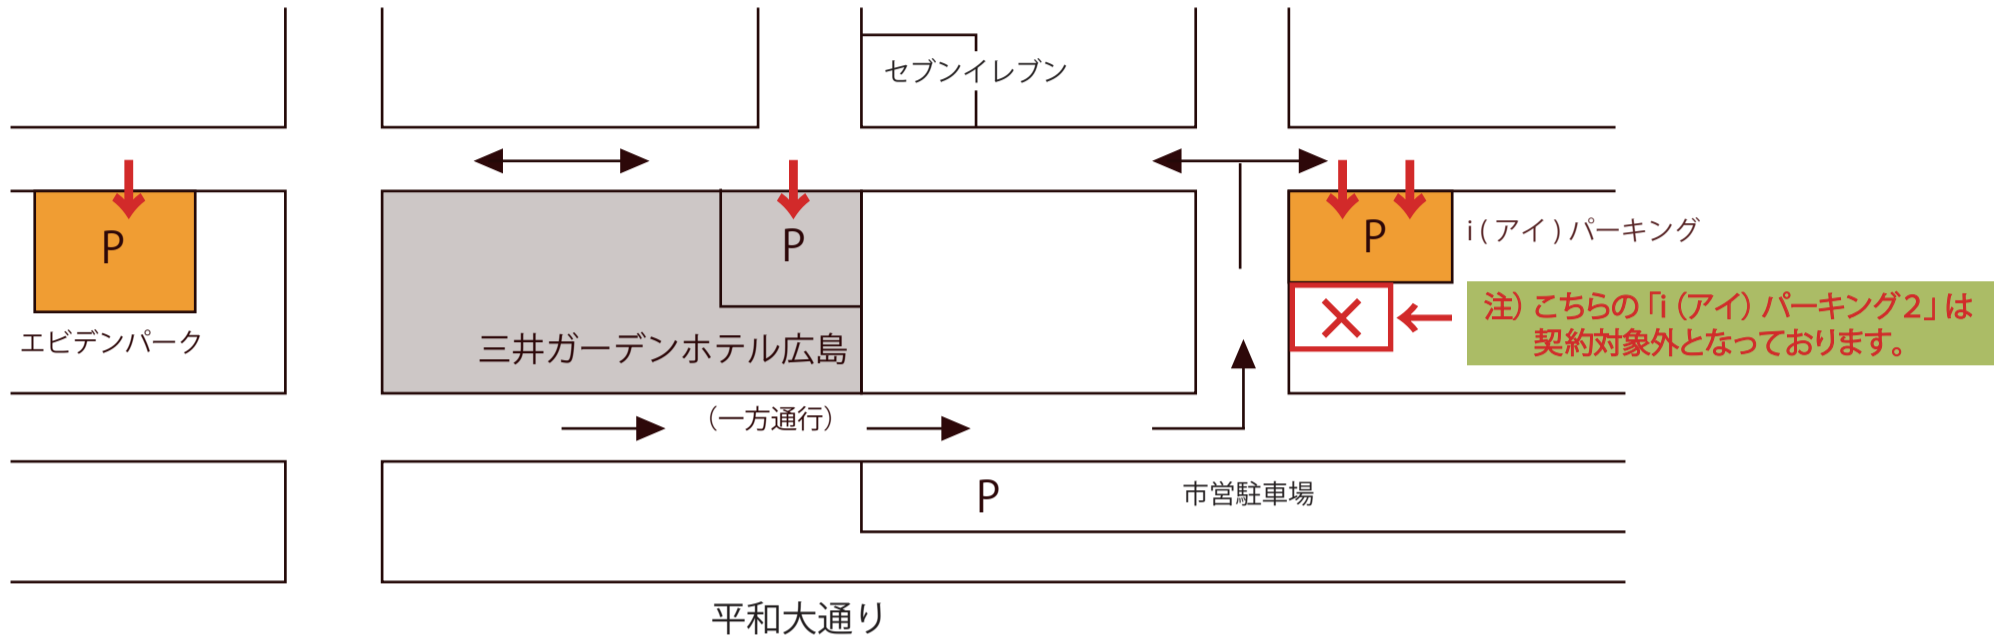 セブンイレブン
P
P
P
i(アイ)パーキング
エビデンパーク
三井ガーデンホテル広島
注）こちらの「i（アイ）パーキング2」は
契約対象外となっております。
（一方通行）
P
市営駐車場
平和大通り